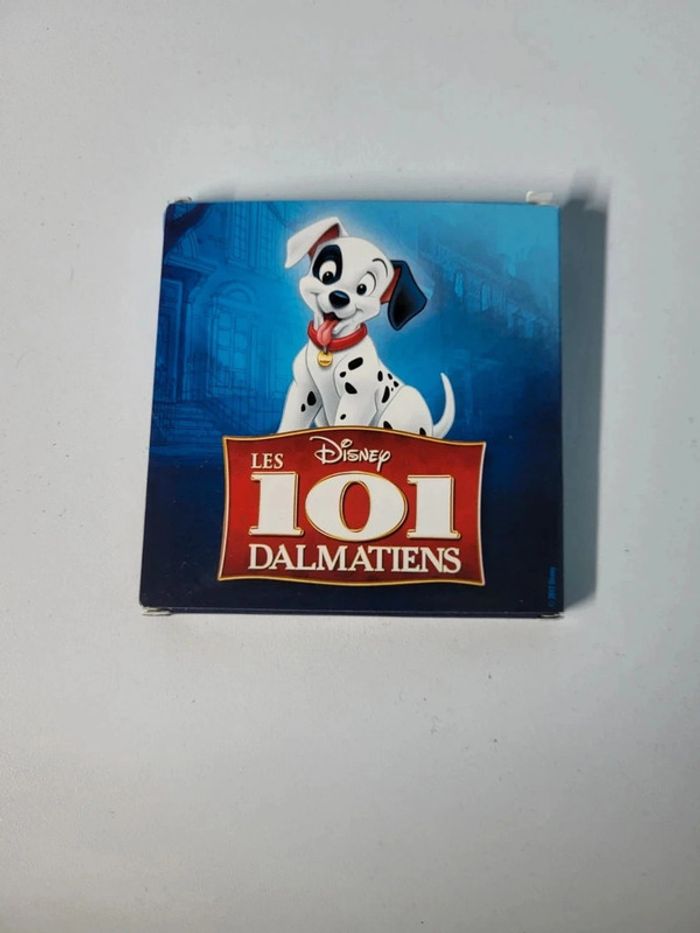 Disney
LES
101
DALMATIENS